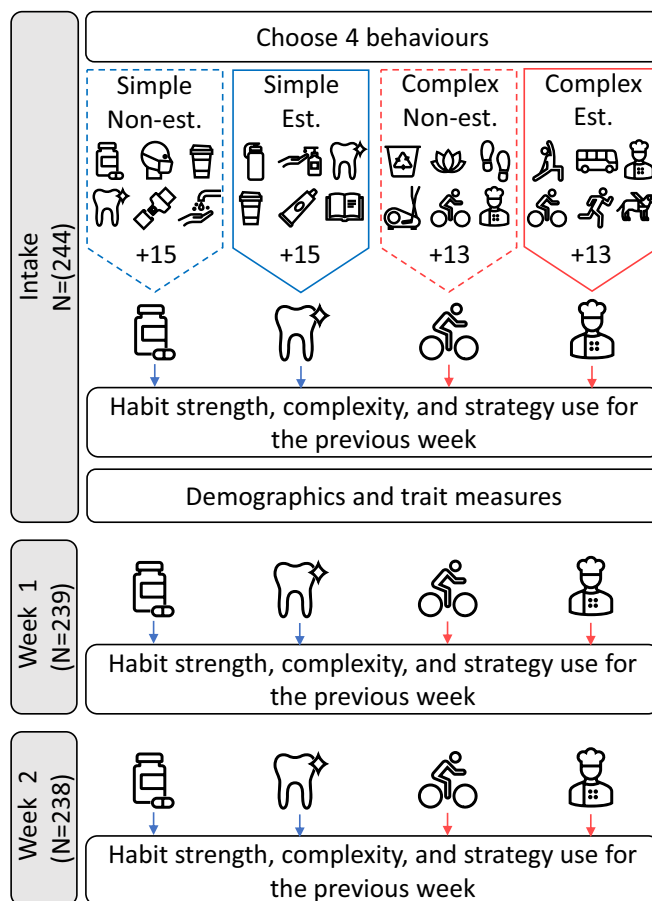 Choose 4 behaviours
Simple
Non-est.
Simple
Est.
Complex
Non-est.
Complex
Est.
+15
+15
+13
+13
Intake
N=(244)
Habit strength, complexity, and strategy use for
the previous week
Demographics and trait measures
Week 1
(N=239)
Habit strength, complexity, and strategy use for
the previous week
Week 2
(N=238)
Habit strength, complexity, and strategy use for
the previous week